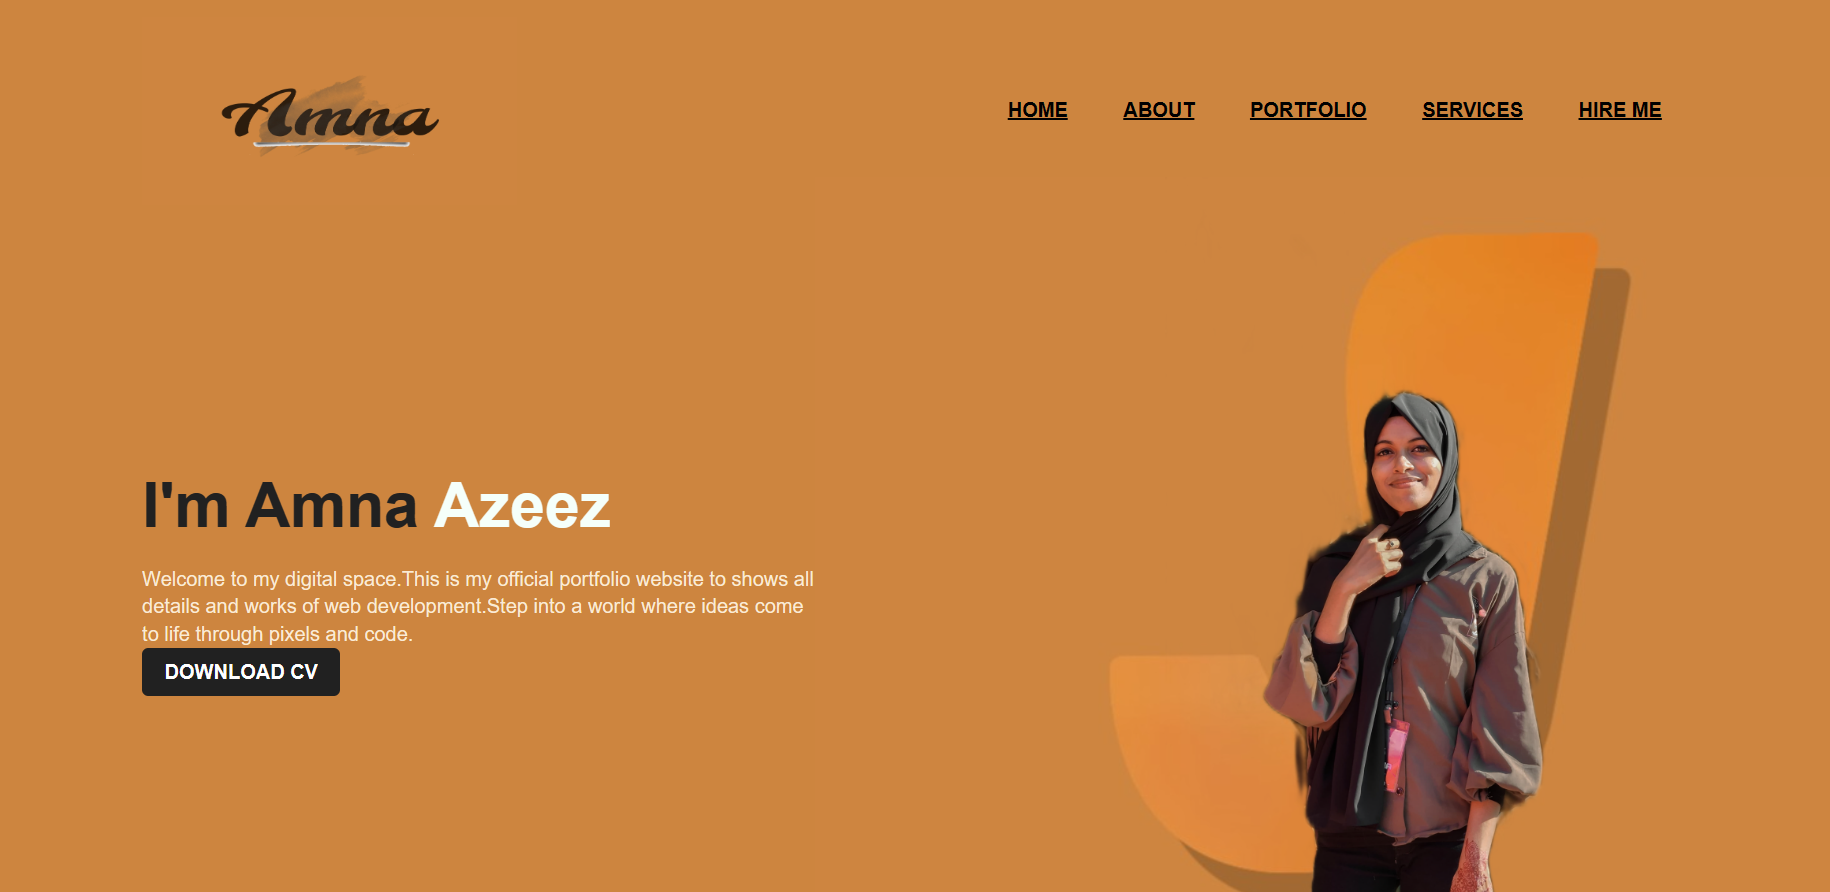 Amna
HOME ABOUT PORTFOLIO SERVICES HIRE ME
I'm Amna Azeez
Welcome to my digital space.This is my official portfolio website to shows all
details and works of web development.Step into a world where ideas come
to life through pixels and code.
DOWNLOAD CV